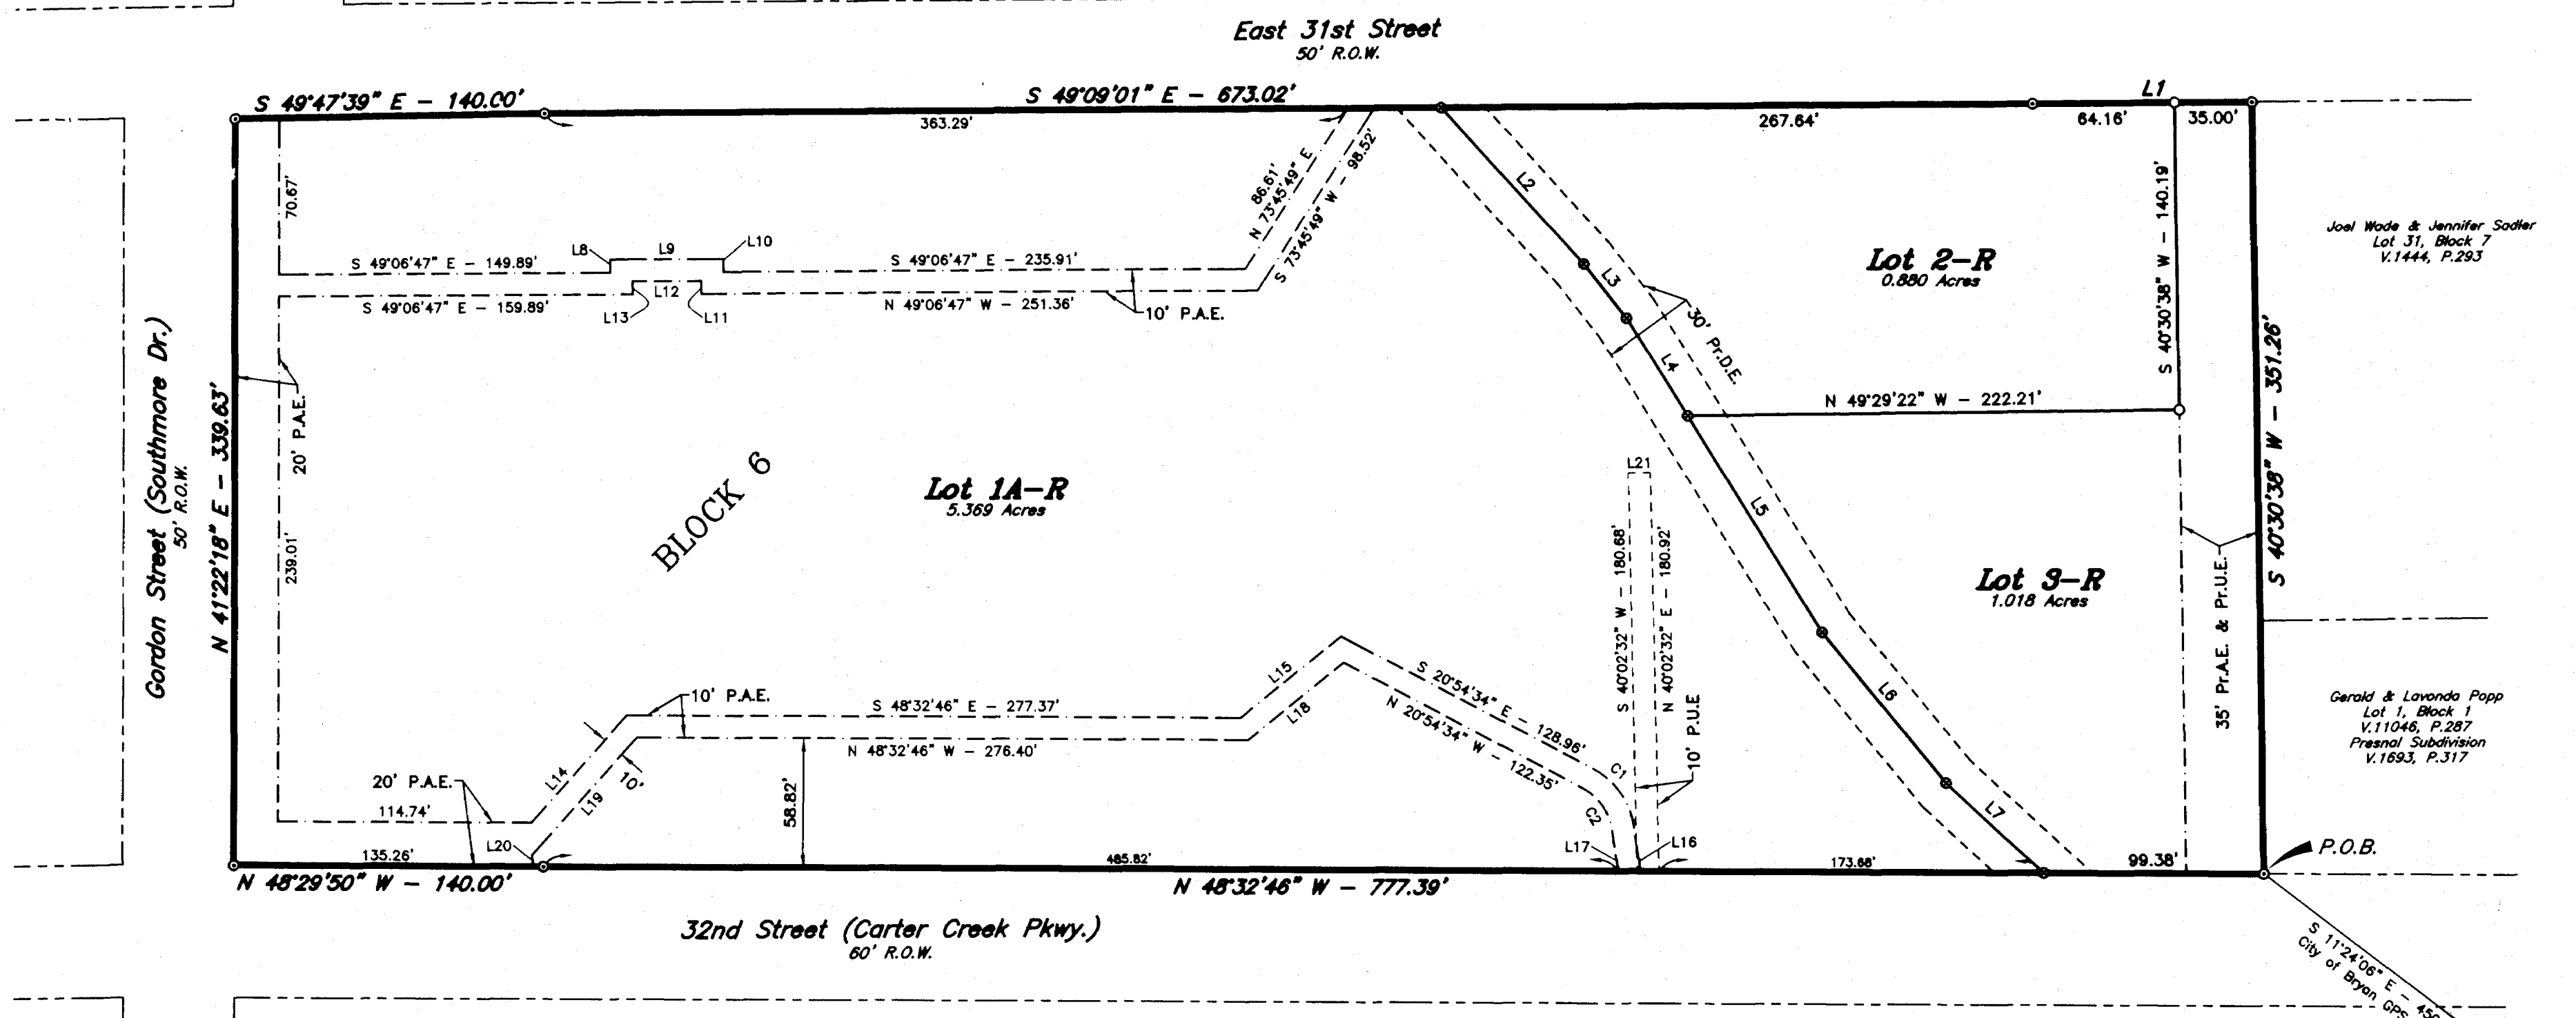 East 31st Street
50' R.O.W.
S 49°47'39" E - 140.00'
S 49°09'01" E - 673.02'
L1
363.29'
267.64'
64.16'
35.00'
70.67'
86.61'
N 73°45'49" E
S 73°45'49" W - 98.52'
L2
S 40°30'38" W - 140.19'
Joel Wade & Jennifer Sadler
Lot 31, Block 7
V.1444, P.293
L8
L9
L10
S 49°06'47" E - 149.89'
S 49°06'47" E - 235.91'
Lot 2-R
0.880 Acres
L3
L12
S 49°06'47" E - 159.89'
L13
L11
N 49°06'47" W - 251.36'
10' P.A.E.
30' Pr.D.E.
L4
Gordon Street (Southmore Dr.)
50' R.O.W.
N 41°22'18" E - 339.63'
20' P.A.E.
239.01'
BLOCK 6
Lot 1A-R
5.369 Acres
N 49°29'22" W - 222.21'
S 40°30'38" W - 351.26'
L21
L5
S 40°02'32" W - 180.68'
N 40°02'32" E - 180.92'
Lot 3-R
1.018 Acres
35' Pr.A.E. & Pr.U.E.
10' P.A.E.
S 48°32'46" E - 277.37'
L15
L18
S 20°54'34" E - 128.96'
N 20°54'34" W - 122.35'
L6
Gerald & Lavonda Popp
Lot 1, Block 1
V.11046, P.287
Presnal Subdivision
V.1693, P.317
N 48°32'46" W - 276.40'
10' P.U.E
C1
C2
L14
L19
10'
20' P.A.E.
114.74'
58.82'
L7
L20
L17
L16
P.O.B.
135.26'
485.82'
173.68'
99.38'
N 48°29'50" W - 140.00'
N 48°32'46" W - 777.39'
32nd Street (Carter Creek Pkwy.)
60' R.O.W.
S 11°24'06" E -
City of Bryan GPS